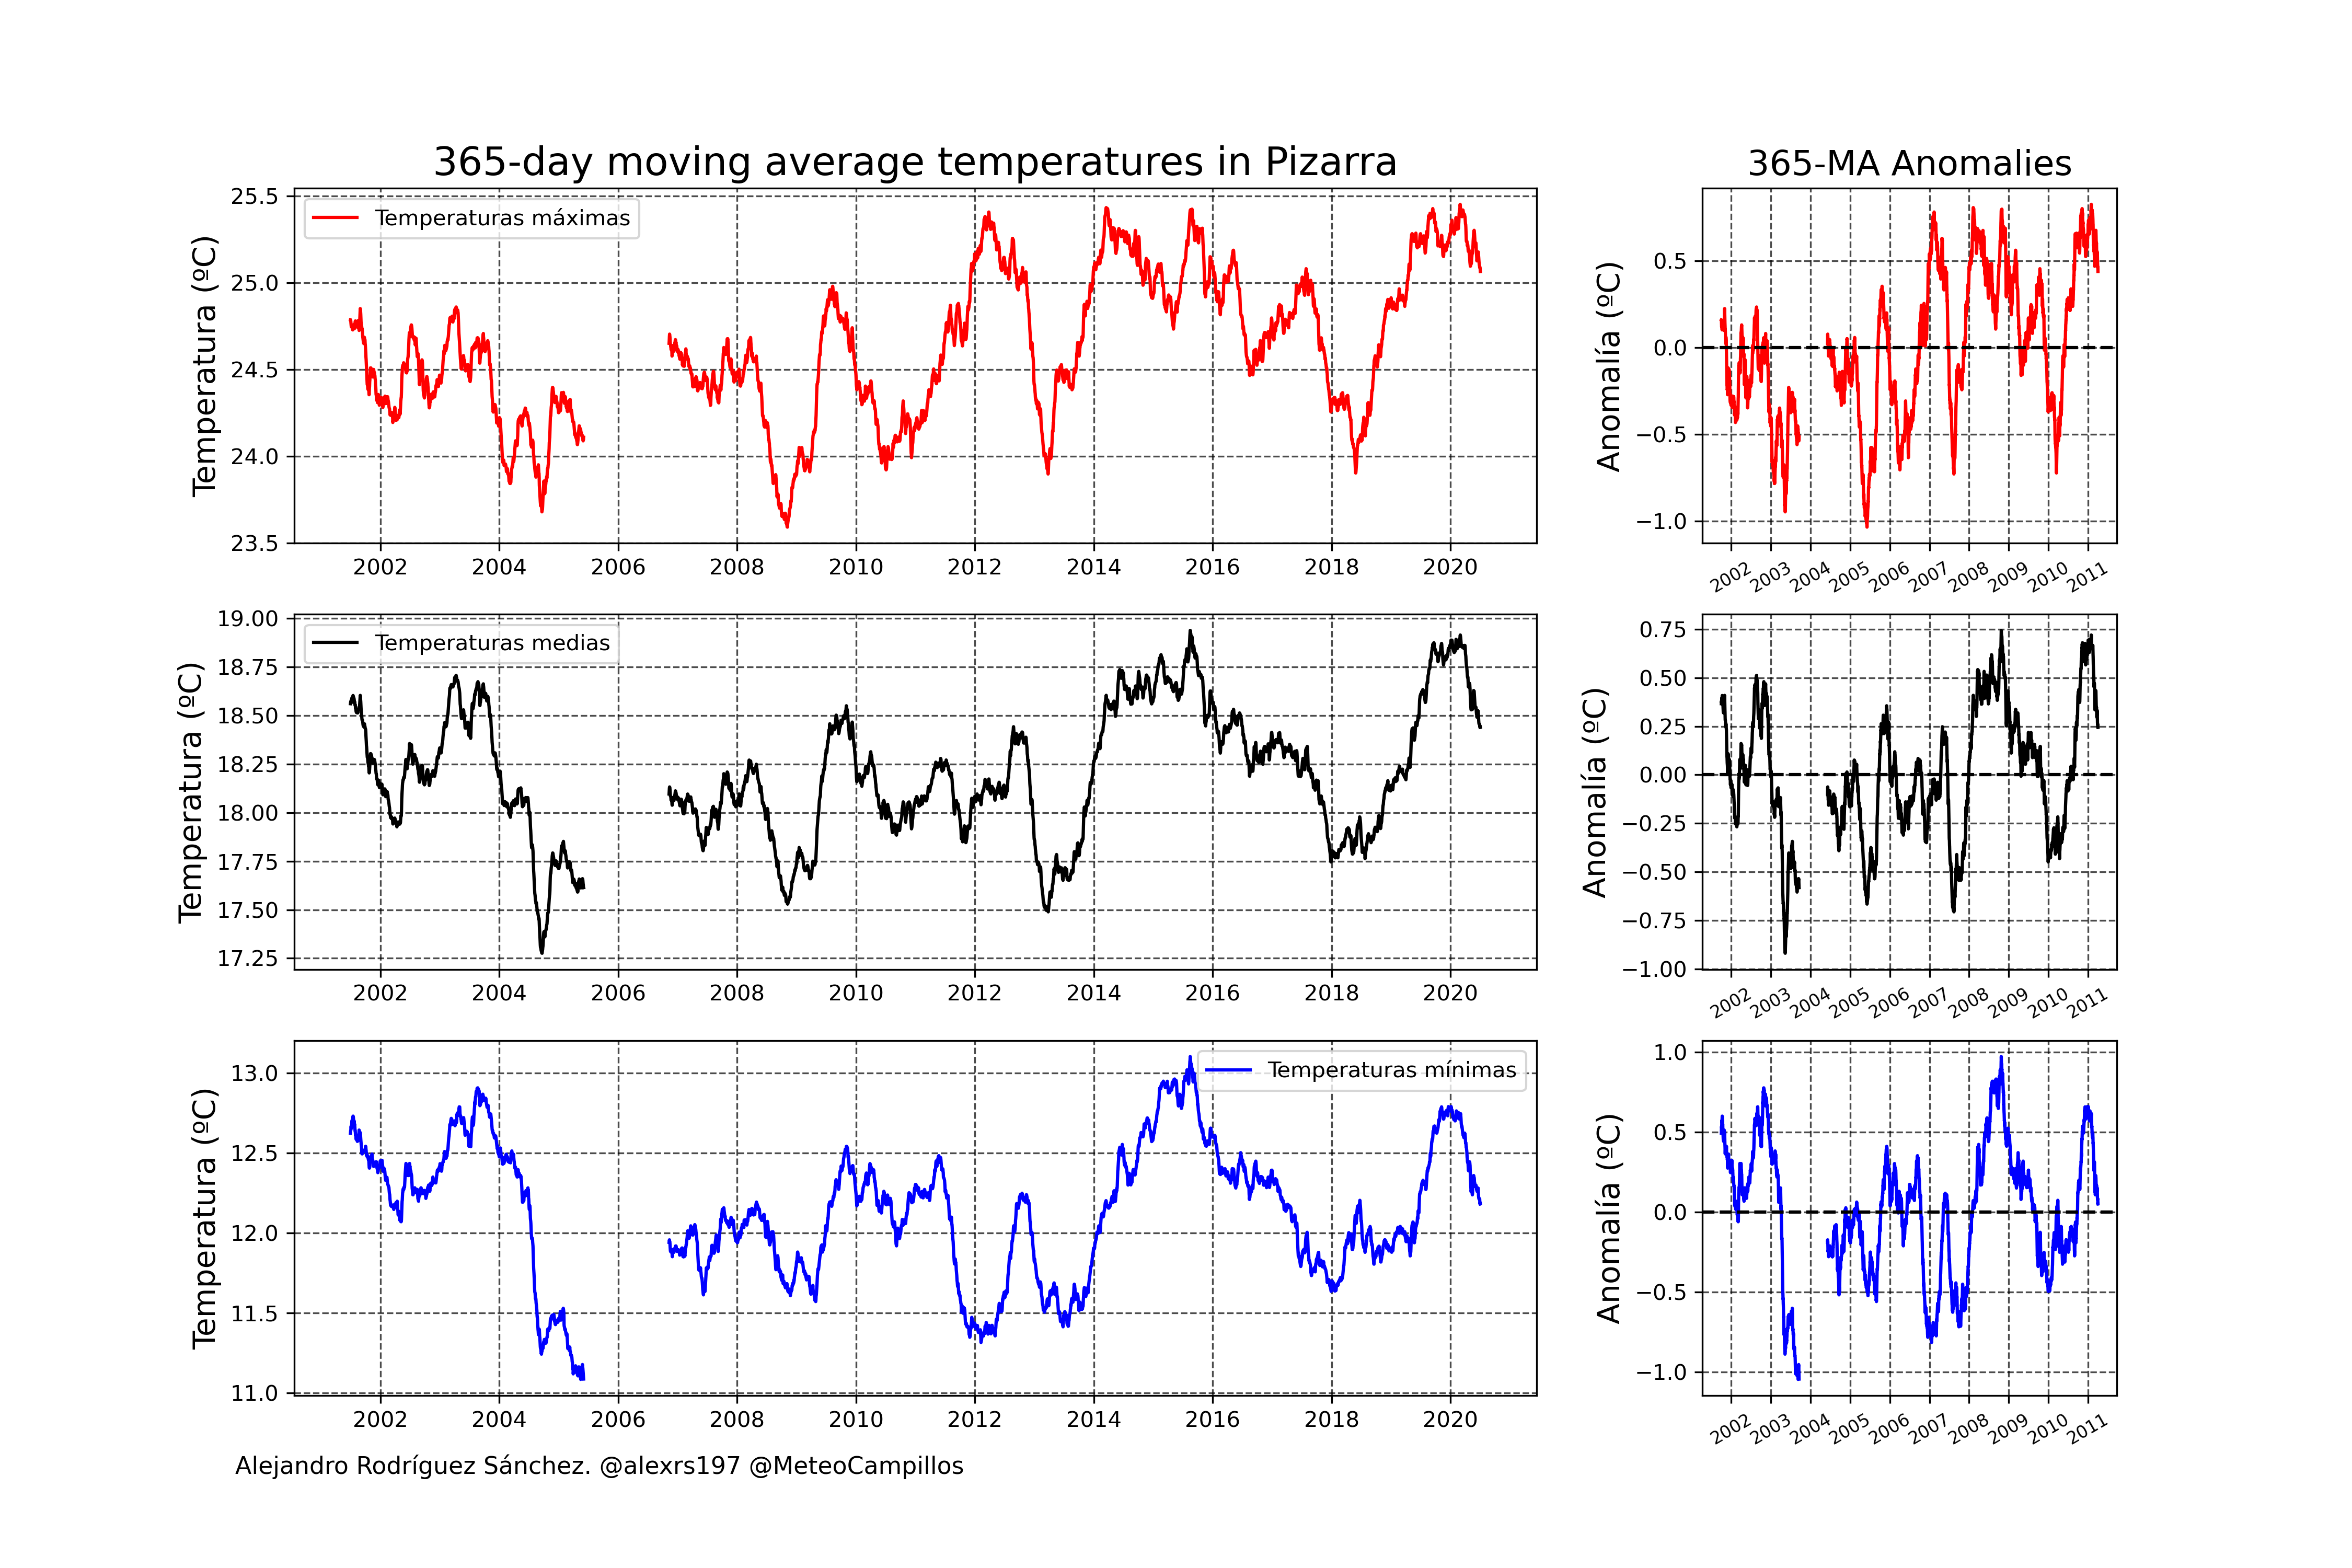 365-day moving average temperatures in Pizarra
365-MA Anomalies
Temperatura (ºC)
25.5
25.0
24.5
24.0
23.5
Temperaturas máximas
2002 2004 2006 2008 2010 2012 2014 2016 2018 2020
Anomalía (ºC)
0.5
0.0
−0.5
−1.0
2002 2003 2004 2005 2006 2007 2008 2009 2010 2011
Temperatura (ºC)
19.00
18.75
18.50
18.25
18.00
17.75
17.50
17.25
Temperaturas medias
2002 2004 2006 2008 2010 2012 2014 2016 2018 2020
Anomalía (ºC)
0.75
0.50
0.25
0.00
−0.25
−0.50
−0.75
−1.00
2002 2003 2004 2005 2006 2007 2008 2009 2010 2011
Temperatura (ºC)
13.0
12.5
12.0
11.5
11.0
Temperaturas mínimas
2002 2004 2006 2008 2010 2012 2014 2016 2018 2020
Anomalía (ºC)
1.0
0.5
0.0
−0.5
−1.0
2002 2003 2004 2005 2006 2007 2008 2009 2010 2011
Alejandro Rodríguez Sánchez. @alexrs197 @MeteoCampillos